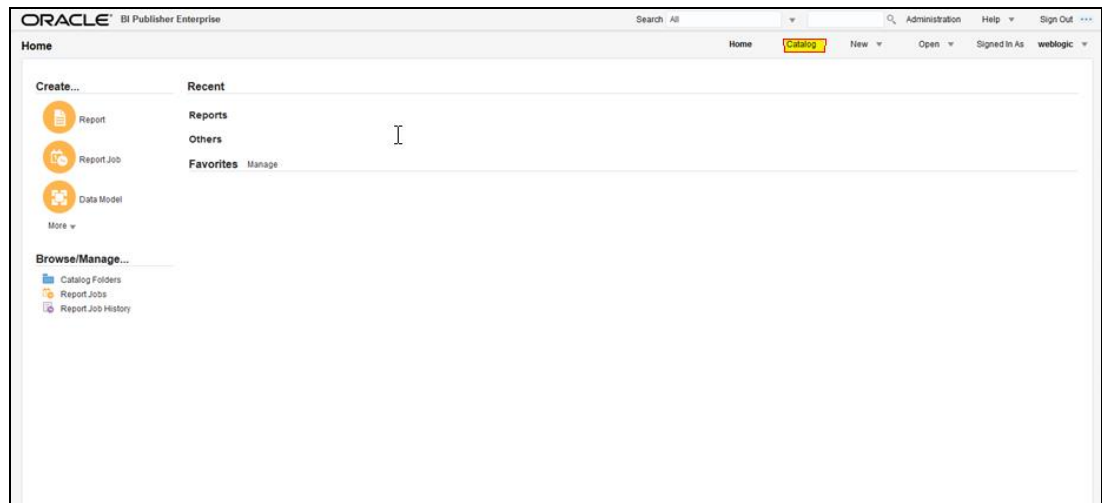 ORACLE BI Publisher Enterprise Search All Administration Help Sign Out
Home Home Catalog New Open Signed In As weblogic
Create...
Report
Report Job
Data Model
More
Browse/Manage...
Catalog Folders
Report Jobs
Report Job History
Recent
Reports
Others
Favorites Manage